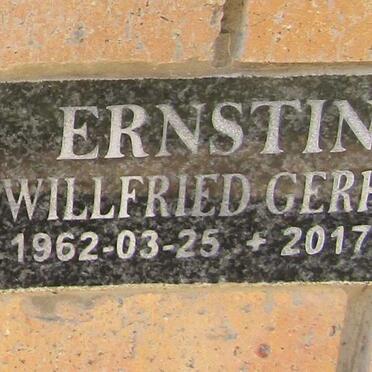 ERNSTIN
WILLFRIED GER
1962-03-25 + 2017